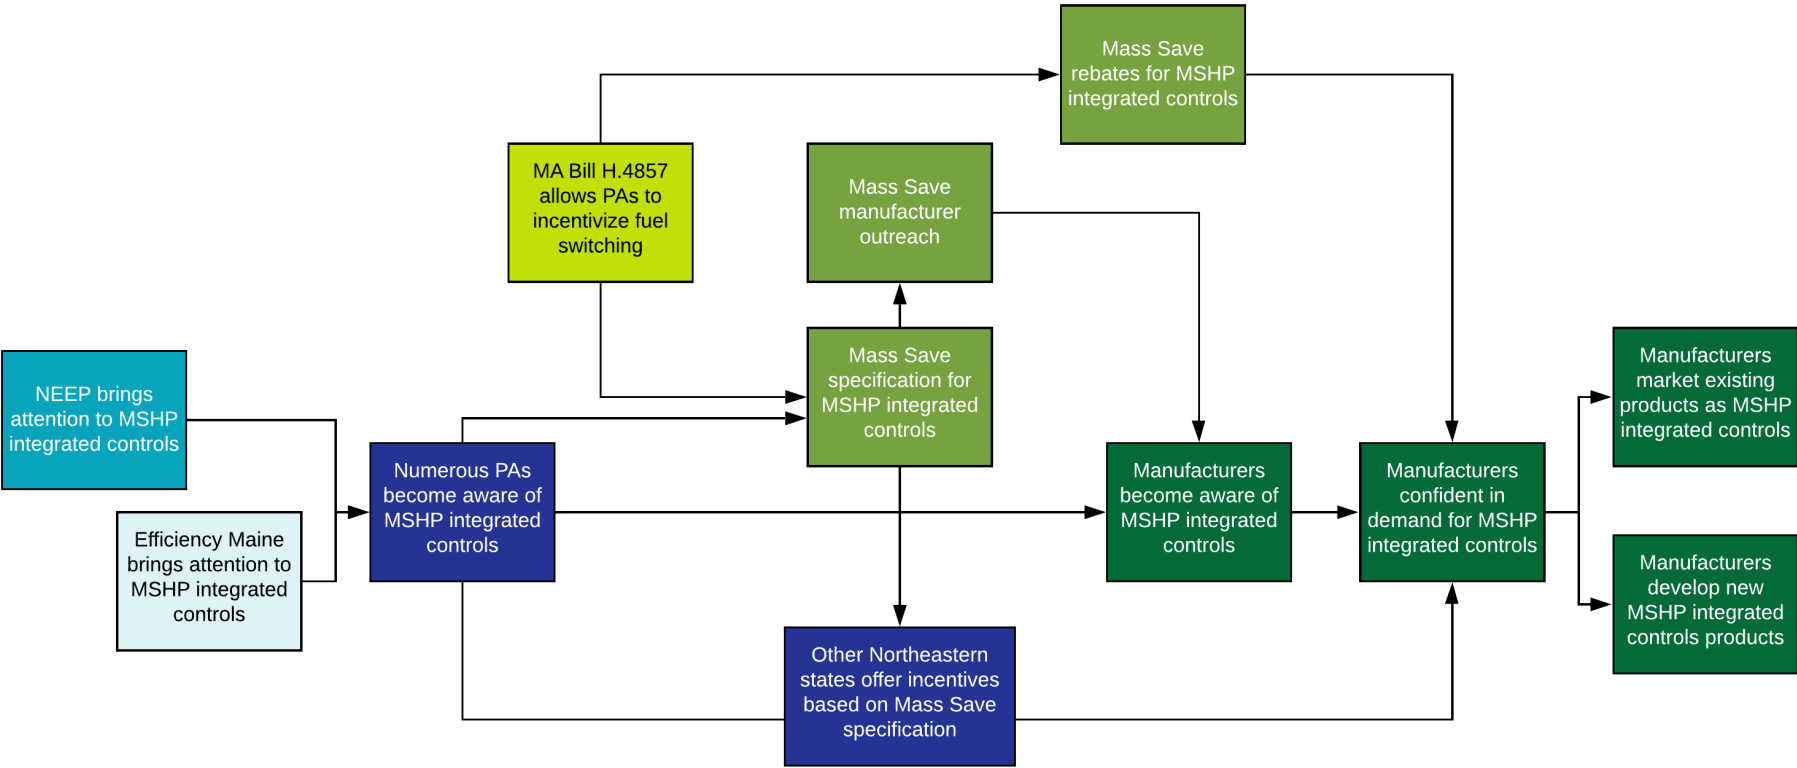 Mass Save
rebates for MSHP
integrated controls
MA Bill H.4857
allows PAs to
incentivize fuel
switching
Mass Save
manufacturer
outreach
NEEP brings
attention to MSHP
integrated controls
Mass Save
specification for
MSHP integrated
controls
Manufacturers
market existing
products as MSHP
integrated controls
Efficiency Maine
brings attention to
MSHP integrated
controls
Numerous PAs
become aware of
MSHP integrated
controls
Manufacturers
become aware of
MSHP integrated
controls
Manufacturers
confident in
demand for MSHP
integrated controls
Manufacturers
develop new
MSHP integrated
controls products
Other Northeastern
states offer incentives
based on Mass Save
specification